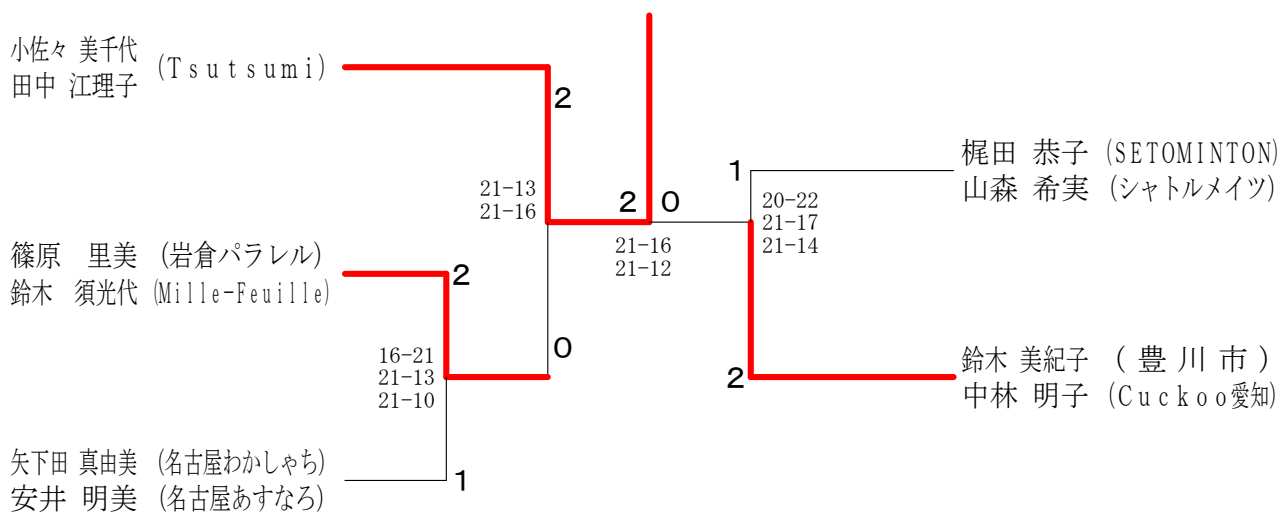 小佐々 美千代
田中 江理子 (Tsutsumi)
2
21-13
21-16
2 0
21-16
21-12
1
梶田 恭子 (SETOMINTON)
山森 希実 (シャトルメイツ)
20-22
21-17
21-14
篠原 里美 (岩倉パラレル)
鈴木 須光代 (Mille-Feuille)
2
16-21
21-13
21-10
0
2
鈴木 美紀子 (豊川市)
中林 明子 (Cuckoo愛知)
矢下田 真由美 (名古屋わかしゃち)
安井 明美 (名古屋あすなろ)
1